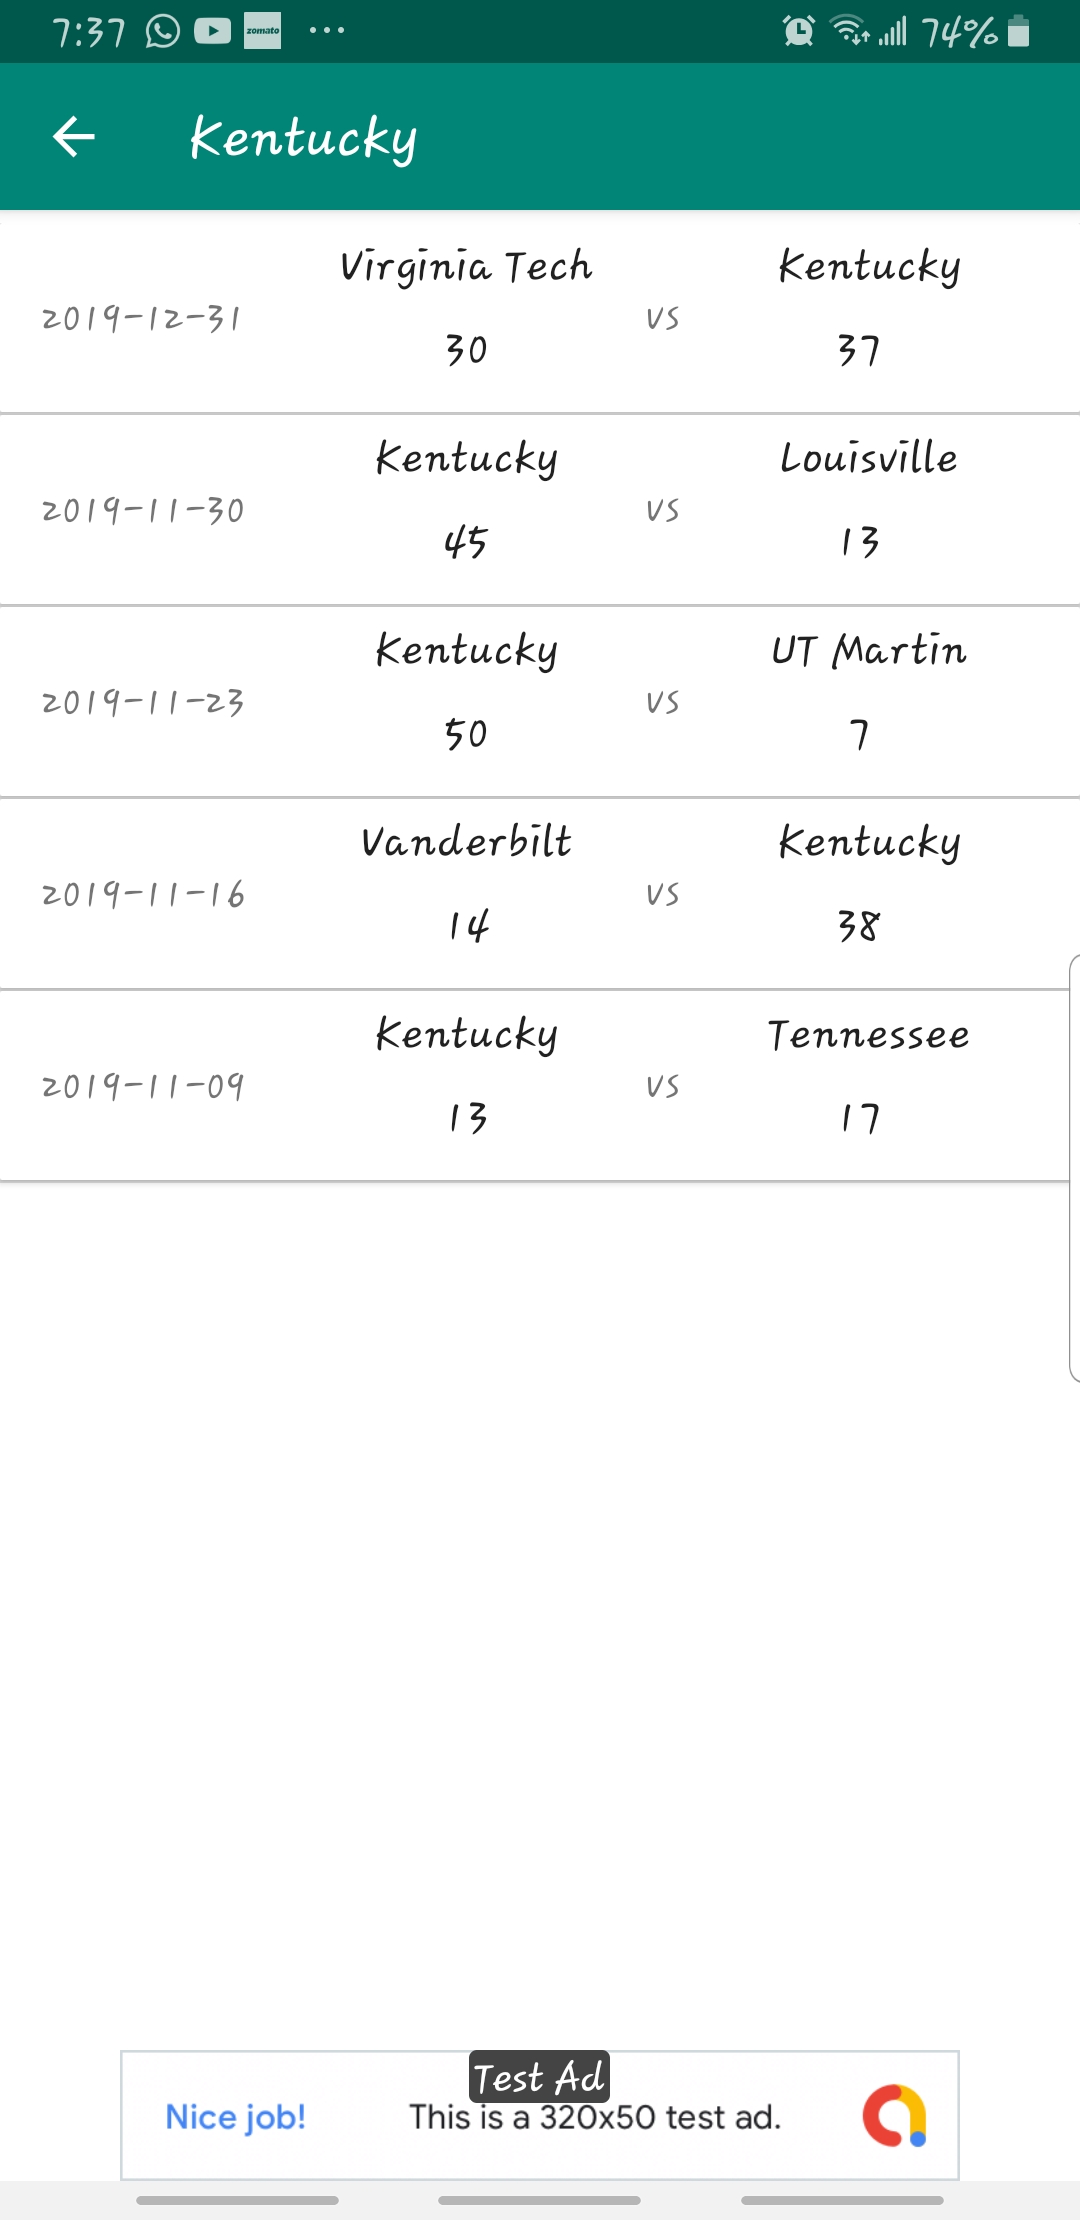 7:37 zomato ... 74%
Kentucky
Virginia Tech Kentucky
2019-12-31 vs
30 37
Kentucky Louisville
2019-11-30 vs
45 13
Kentucky UT Martin
2019-11-23 vs
50 7
Vanderbilt Kentucky
2019-11-16 vs
14 38
Kentucky Tennessee
2019-11-09 vs
13 17
Test Ad
Nice job! This is a 320x50 test ad.